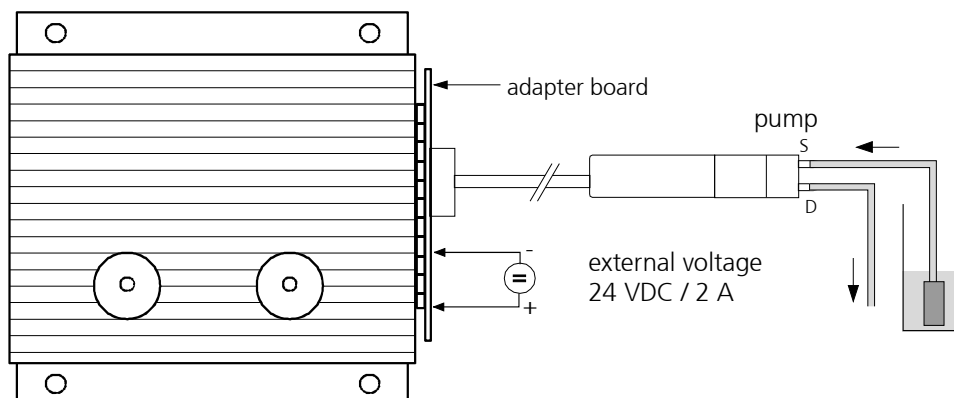 adapter board
pump
S
D
-
=
+
external voltage
24 VDC / 2 A